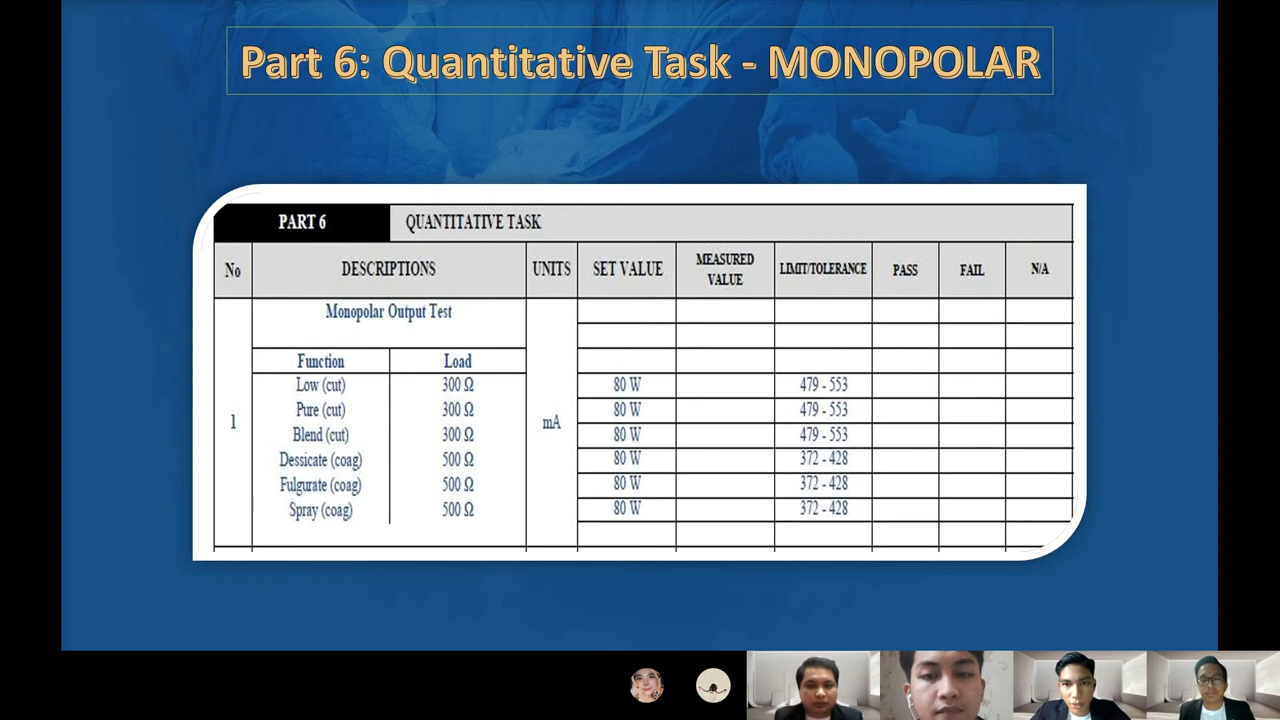 Part 6: Quantitative Task - MONOPOLAR
PART 6 QUANTITATIVE TASK
No DESCRIPTIONS UNITS SET VALUE MEASURED VALUE LIMIT/TOLERANCE PASS FAIL N/A
Monopolar Output Test
Function Load
Low (cut) 300 Ω 80 W 479 - 553
Pure (cut) 300 Ω 80 W 479 - 553
1 mA
Blend (cut) 300 Ω 80 W 479 - 553
Dessicate (coag) 500 Ω 80 W 372 - 428
Fulgurate (coag) 500 Ω 80 W 372 - 428
Spray (coag) 500 Ω 80 W 372 - 428